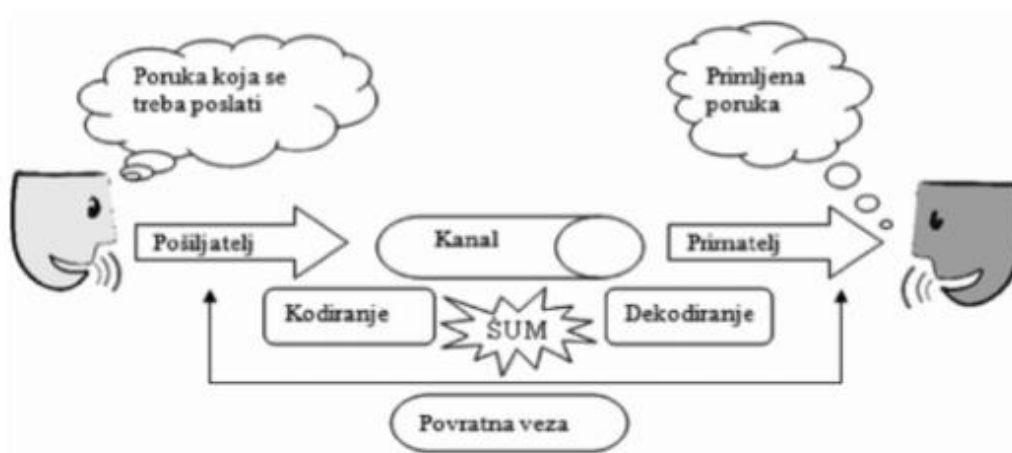 Poruka koja se
treba poslati
Primljena
poruka
Pošiljatelj
Kanal
Primatelj
Kodiranje
ŠUM
Dekodiranje
Povratna veza